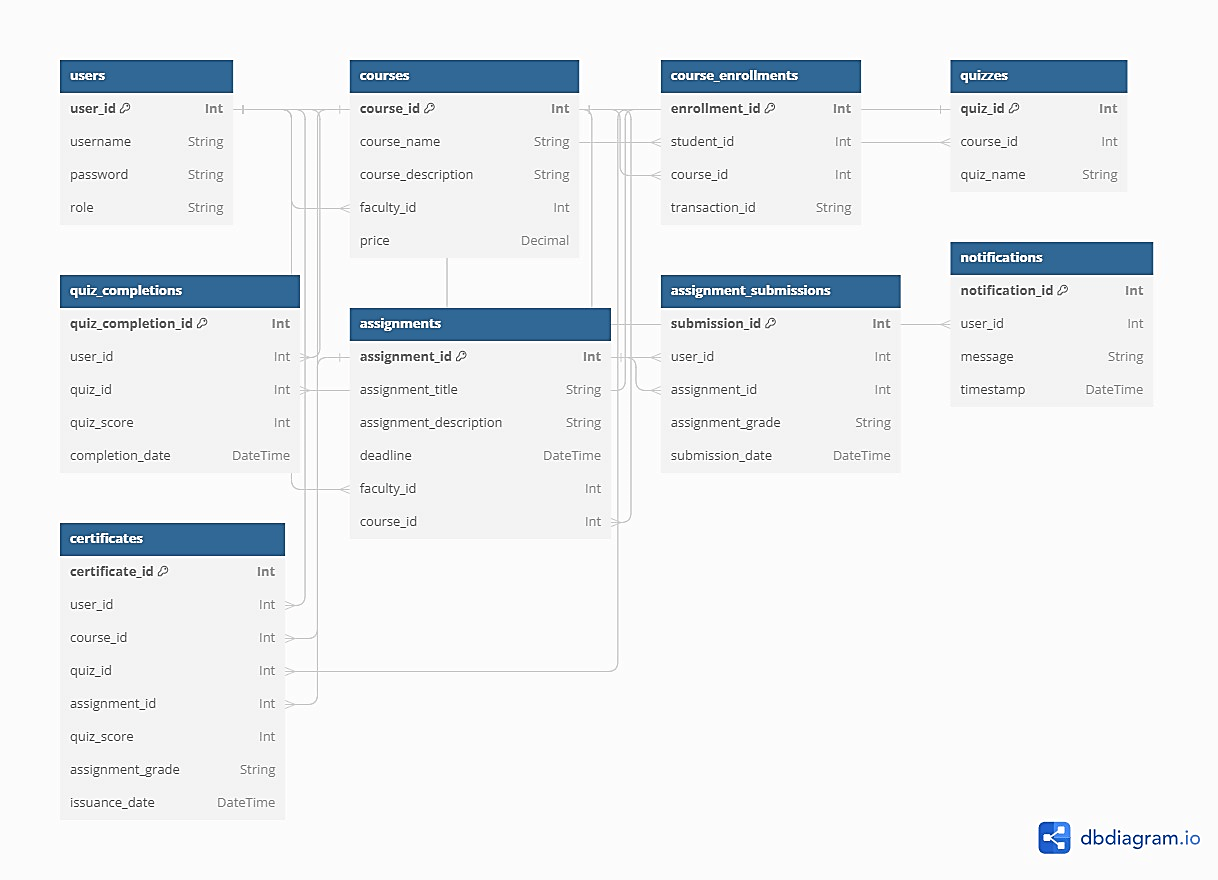 users
user_id Int
username String
password String
role String
courses
course_id Int
course_name String
course_description String
faculty_id Int
price Decimal
course_enrollments
enrollment_id Int
student_id Int
course_id Int
transaction_id String
quizzes
quiz_id Int
course_id Int
quiz_name String
quiz_completions
quiz_completion_id Int
user_id Int
quiz_id Int
quiz_score Int
completion_date DateTime
assignments
assignment_id Int
assignment_title String
assignment_description String
deadline DateTime
faculty_id Int
course_id Int
assignment_submissions
submission_id Int
user_id Int
assignment_id Int
assignment_grade String
submission_date DateTime
notifications
notification_id Int
user_id Int
message String
timestamp DateTime
certificates
certificate_id Int
user_id Int
course_id Int
quiz_id Int
assignment_id Int
quiz_score Int
assignment_grade String
issuance_date DateTime
dbdiagram.io